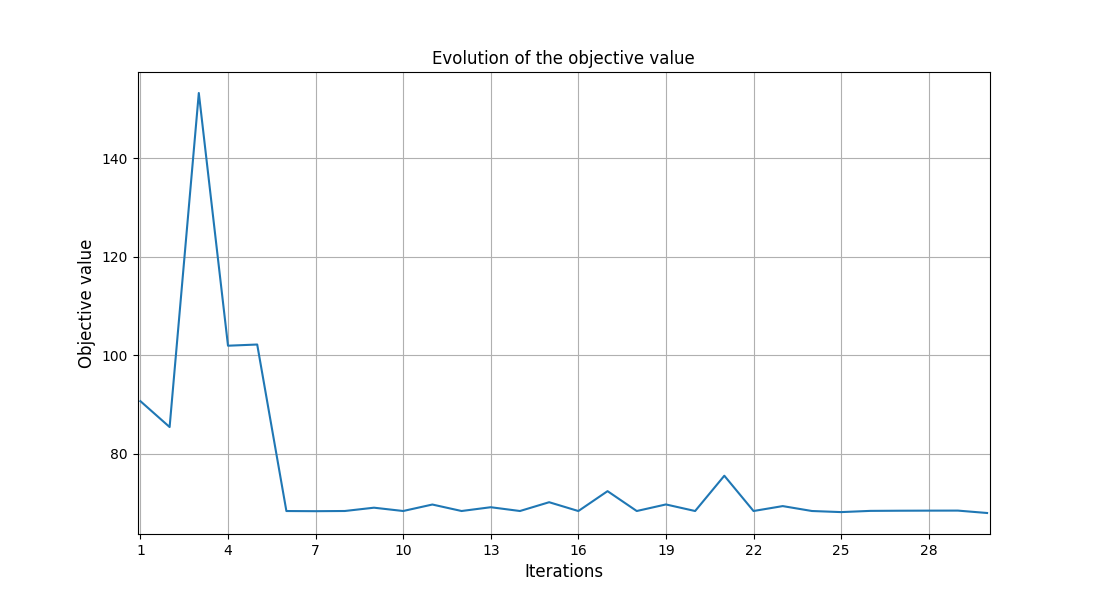 Evolution of the objective value
Objective value
140
120
100
80
1 4 7 10 13 16 19 22 25 28
Iterations